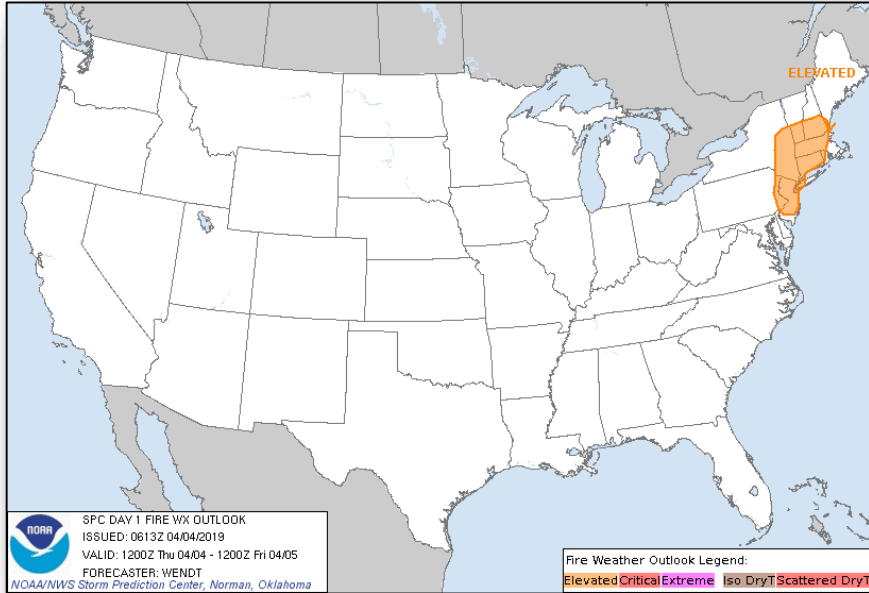 ELEVATED
NOAA
SPC DAY 1 FIRE WX OUTLOOK
ISSUED: 0613Z 04/04/2019
VALID: 1200Z Thu 04/04 - 1200Z Fri 04/05
FORECASTER: WENDT
NOAA/NWS Storm Prediction Center, Norman, Oklahoma
Fire Weather Outlook Legend:
Elevated Critical Extreme Iso DryT Scattered DryT